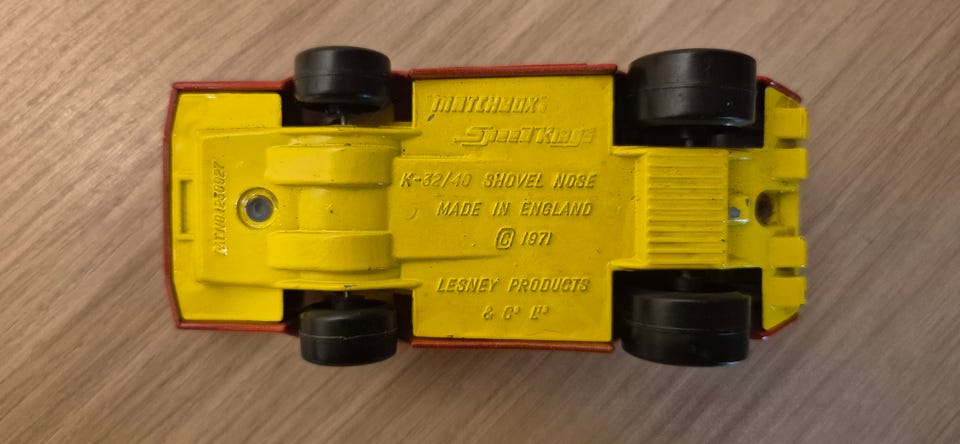 "MATCHBOX"
SpeedKings
K-32/40 SHOVEL NOSE
MADE IN ENGLAND
© 1971
LESNEY PRODUCTS
& Cº Lᵀᴰ